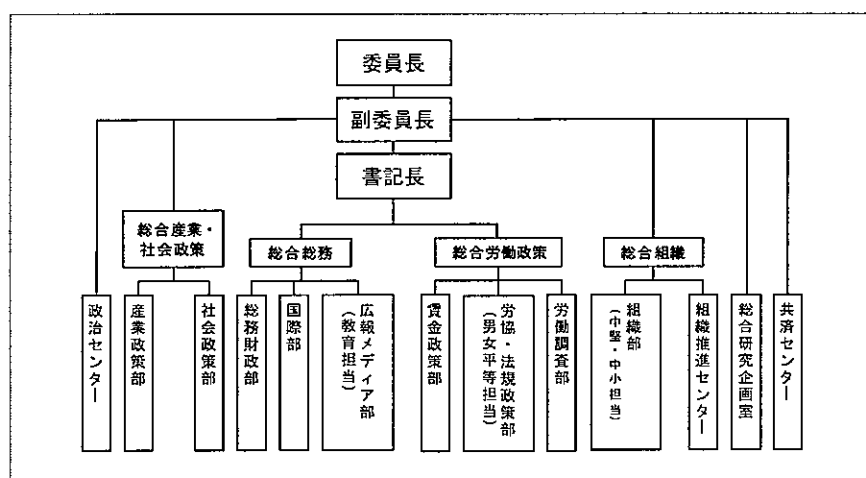 委員長
副委員長
書記長
総合産業・
社会政策
総合総務
総合労働政策
総合組織
政治センター
産業政策部
社会政策部
総務財政部
国際部
広報メディア部
(教育担当)
賃金政策部
労協・法規政策部
(男女平等担当)
労働調査部
組織部
(中堅・中小担当)
組織推進センター
総合研究企画室
共済センター